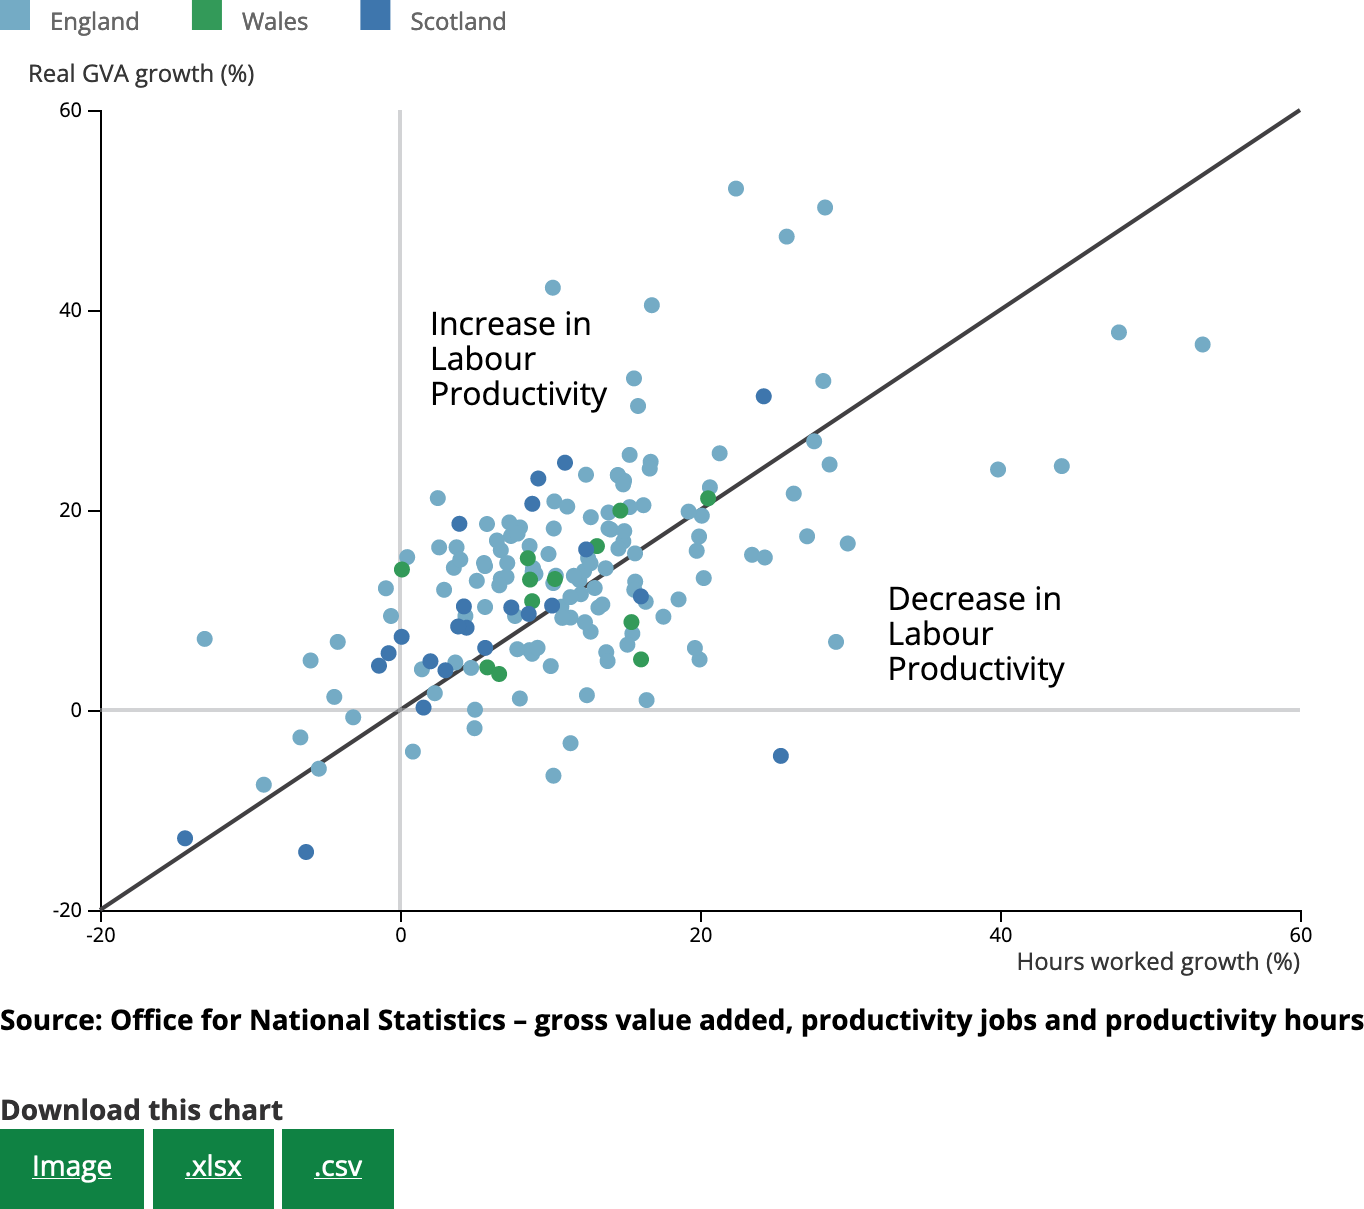 England Wales Scotland
Real GVA growth (%)
60
40
20
0
-20
Increase in
Labour
Productivity
Decrease in
Labour
Productivity
-20 0 20 40 60
Hours worked growth (%)
Source: Office for National Statistics – gross value added, productivity jobs and productivity hours
Download this chart
Image .xlsx .csv